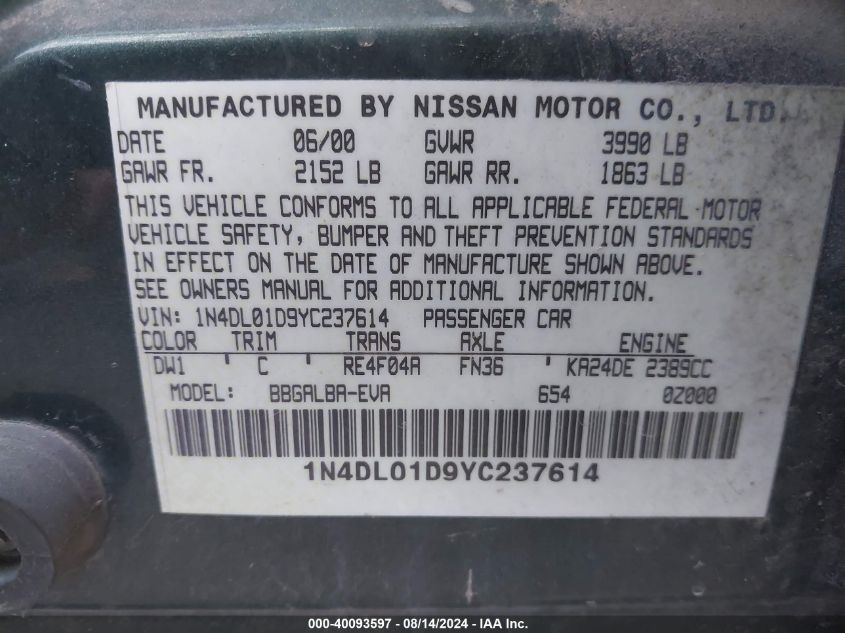 MANUFACTURED BY NISSAN MOTOR CO., LTD.
DATE 06/00 GVWR 3990 LB
GAWR FR. 2152 LB GAWR RR. 1863 LB
THIS VEHICLE CONFORMS TO ALL APPLICABLE FEDERAL MOTOR
VEHICLE SAFETY, BUMPER AND THEFT PREVENTION STANDARDS
IN EFFECT ON THE DATE OF MANUFACTURE SHOWN ABOVE.
SEE OWNERS MANUAL FOR ADDITIONAL INFORMATION.
VIN: 1N4DL01D9YC237614 PASSENGER CAR
COLOR TRIM TRANS AXLE ENGINE
DW1 ' C ' RE4F04A FN36 ' KA24DE 2389CC
MODEL: BBGALBA-EVA 654 0Z000
1N4DL01D9YC237614
000-40093597 - 08/14/2024 - IAA Inc.